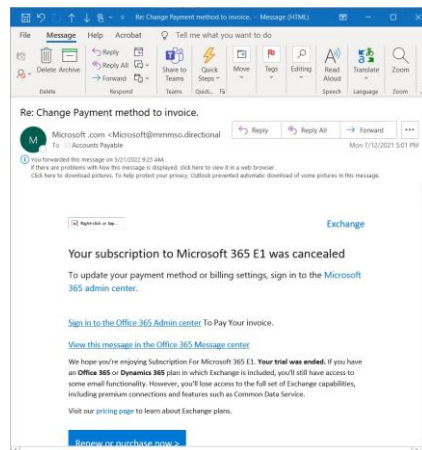 Re: Change Payment method to invoice. - Message (HTML)
File Message Help Acrobat Tell me what you want to do
Delete Archive
Reply
Reply All
Forward
Share to Teams
Quick Steps
Move
Tags
Editing
Read Aloud
Translate
Zoom
Delete Respond Teams Quick... Speech Language Zoom
Re: Change Payment method to invoice.
M
Microsoft .com <Microsoft@mmmso.directional
To Accounts Payable
Reply Reply All Forward
Mon 7/12/2021 5:01 PM
You forwarded this message on 3/21/2022 9:25 AM.
If there are problems with how this message is displayed, click here to view it in a web browser.
Click here to download pictures. To help protect your privacy, Outlook prevented automatic download of some pictures in this message.
Right-click or tap...
Exchange
Your subscription to Microsoft 365 E1 was cancealed
To update your payment method or billing settings, sign in to the Microsoft
365 admin center.
Sign in to the Office 365 Admin center To Pay Your invoice.
View this message in the Office 365 Message center
We hope you're enjoying Subscription For Microsoft 365 E1. Your trial was ended. If you have
an Office 365 or Dynamics 365 plan in which Exchange is included, you'll still have access to
some email functionality. However, you'll lose access to the full set of Exchange capabilities,
including premium connections and features such as Common Data Service.
Visit our pricing page to learn about Exchange plans.
Renew or purchase now >